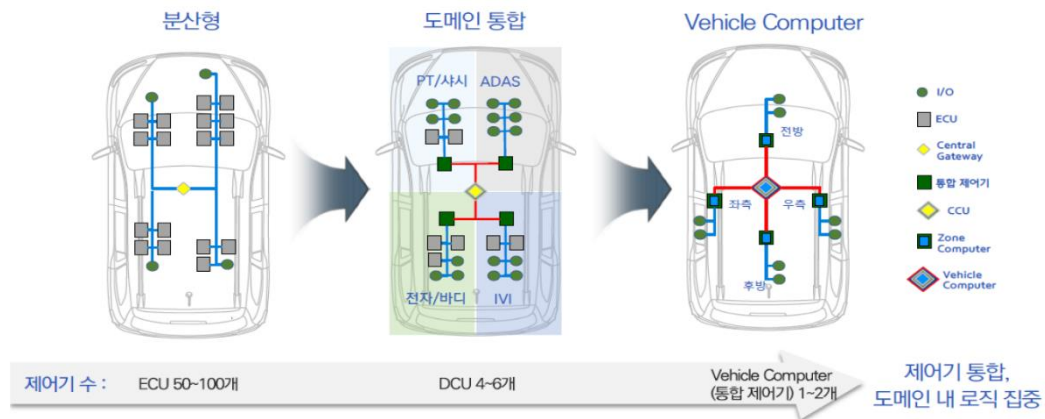 분산형
도메인 통합
Vehicle Computer
PT/샤시
ADAS
전자/바디
IVI
전방
좌측
우측
후방
I/O
ECU
Central
Gateway
통합 제어기
CCU
Zone
Computer
Vehicle
Computer
제어기 수 :
ECU 50~100개
DCU 4~6개
Vehicle Computer
(통합 제어기) 1~2개
제어기 통합,
도메인 내 로직 집중